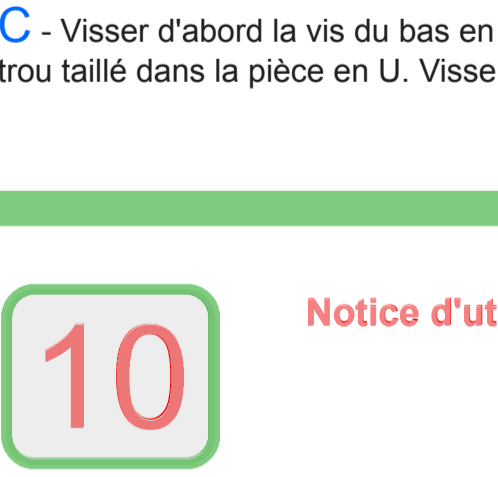 C - Visser d'abord la vis du bas en
trou taillé dans la pièce en U. Visse
10
Notice d'ut